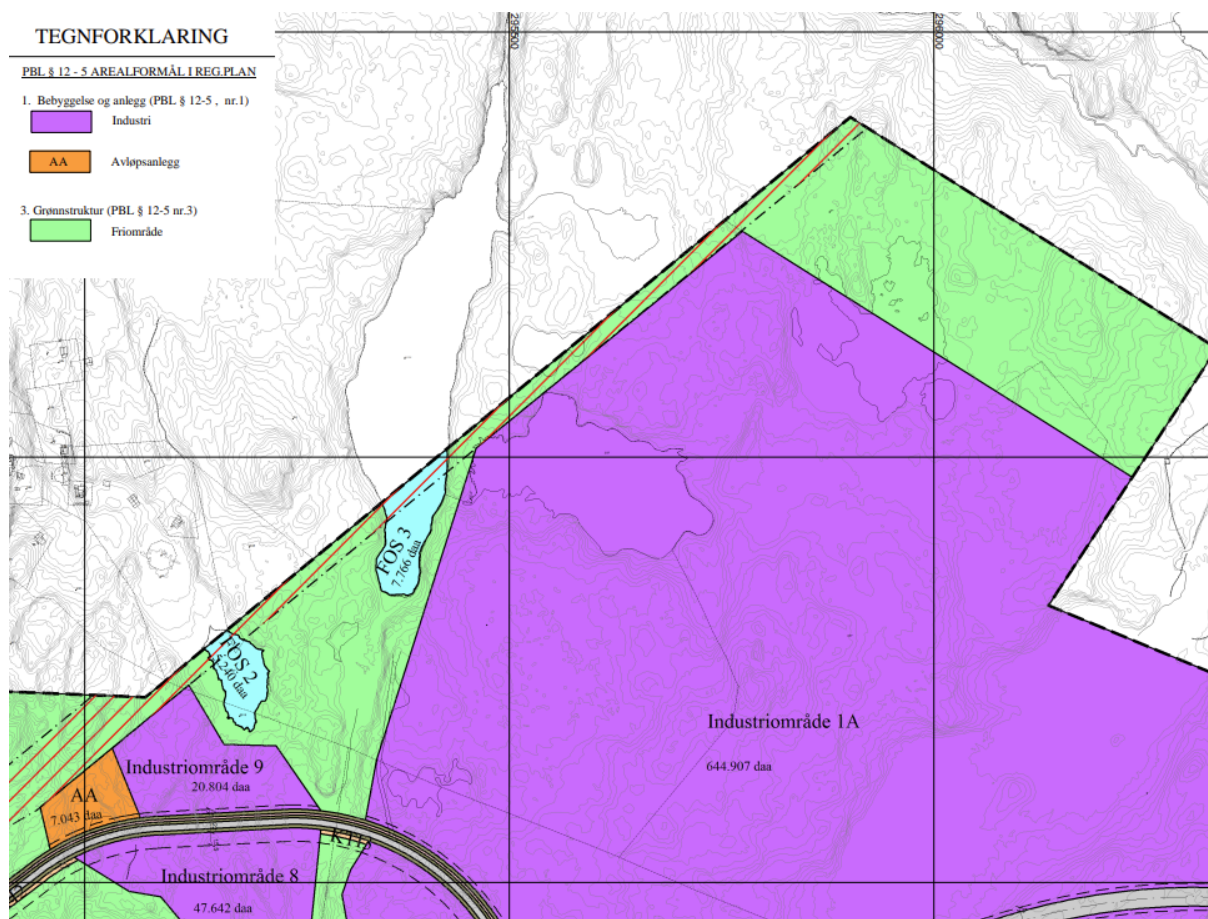 TEGNFORKLARING
PBL § 12 - 5 AREALFORMÅL I REG.PLAN
1. Bebyggelse og anlegg (PBL § 12-5 , nr.1)
Industri
AA
Avløpsanlegg
3. Grønnstruktur (PBL § 12-5 nr.3)
Friområde
295500
296000
FOS 3
7.766 daa
FOS 2
5.240 daa
Industriområde 1A
644.907 daa
Industriområde 9
20.804 daa
AA
7.043 daa
Industriområde 8
47.642 daa